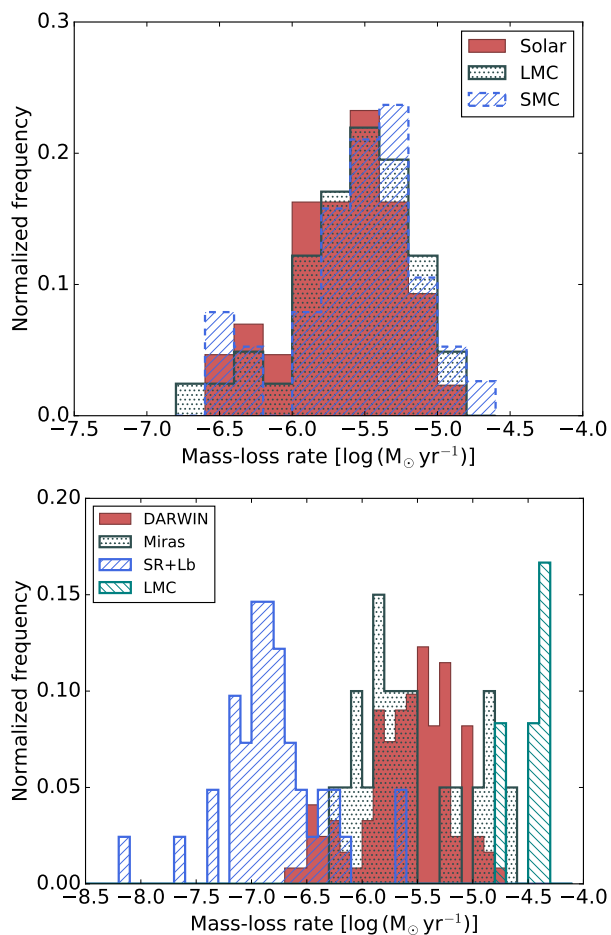 0.3
Solar
LMC
SMC
Normalized frequency
0.2
0.1
0.0
−7.5 −7.0 −6.5 −6.0 −5.5 −5.0 −4.5 −4.0
Mass-loss rate [log (M⊙ yr⁻¹)]
0.20
DARWIN
Miras
SR+Lb
LMC
Normalized frequency
0.15
0.10
0.05
0.00
−8.5 −8.0 −7.5 −7.0 −6.5 −6.0 −5.5 −5.0 −4.5 −4.0
Mass-loss rate [log (M⊙ yr⁻¹)]